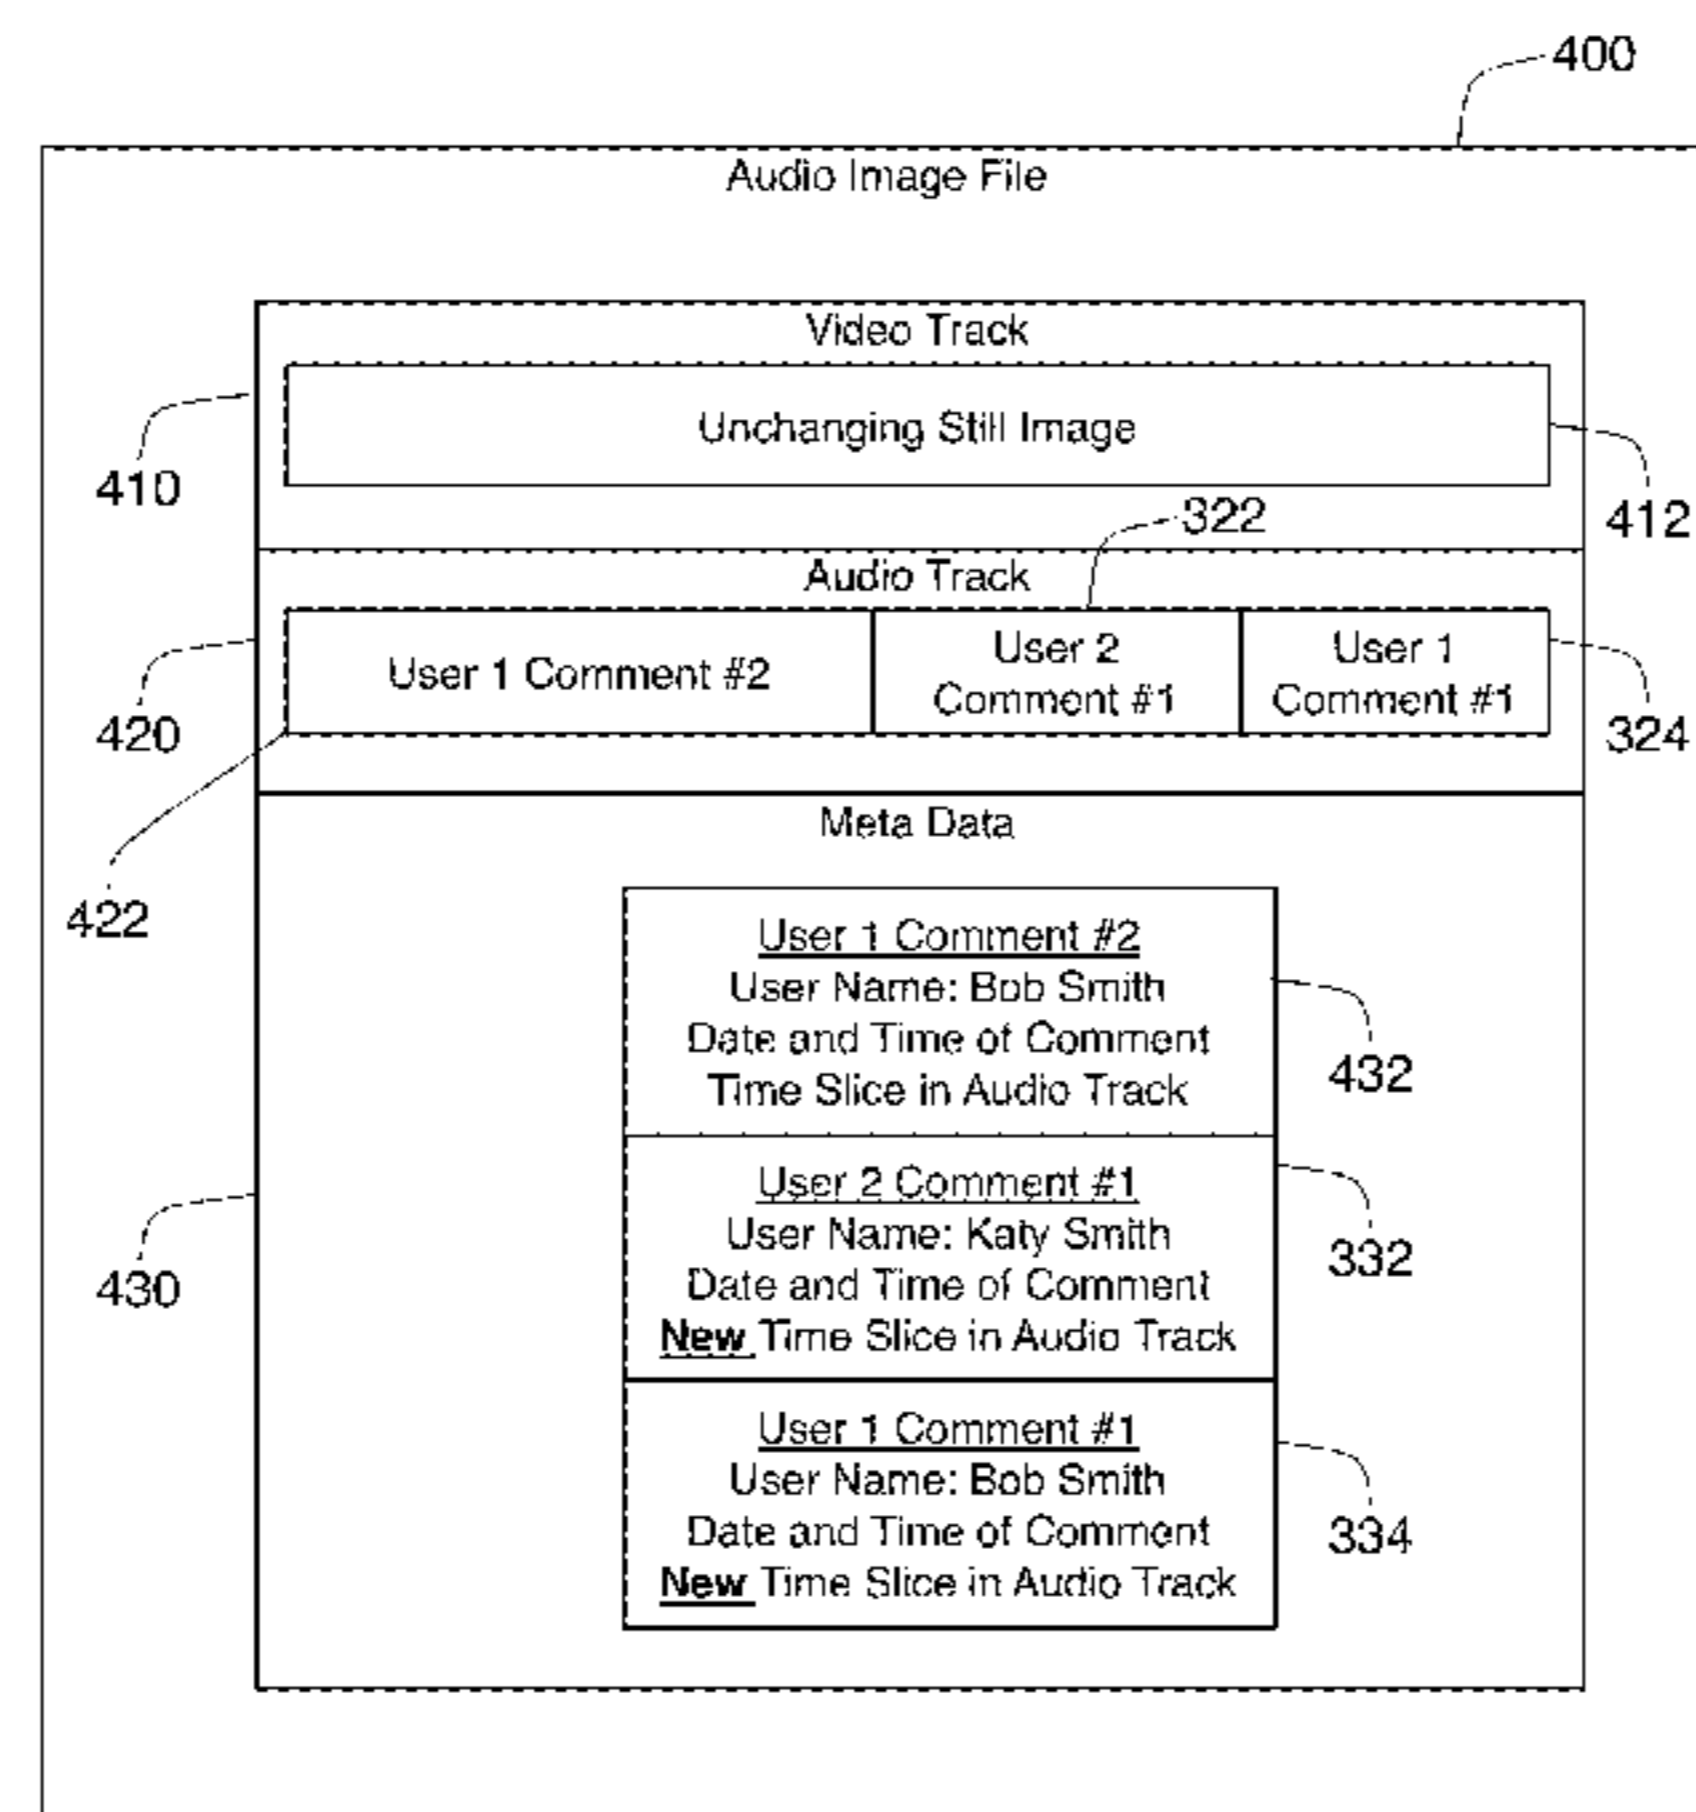 400
Audio Image File
Video Track
Unchanging Still Image
410
412
322
Audio Track
User 1 Comment #2
User 2
Comment #1
User 1
Comment #1
420
324
422
Meta Data
User 1 Comment #2
User Name: Bob Smith
Date and Time of Comment
Time Slice in Audio Track
432
User 2 Comment #1
User Name: Katy Smith
Date and Time of Comment
New Time Slice in Audio Track
332
430
User 1 Comment #1
User Name: Bob Smith
Date and Time of Comment
New Time Slice in Audio Track
334